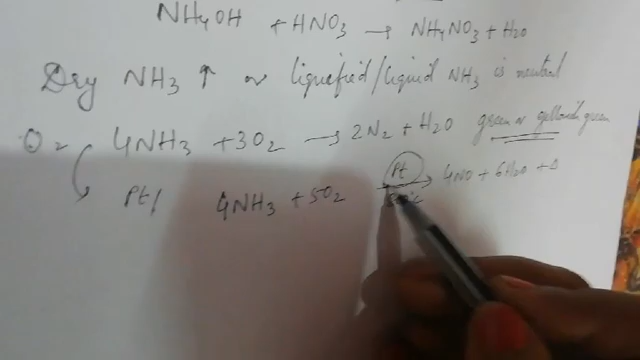 NH4OH + HNO3 → NH4NO3 + H2O
Dry NH3 ↑ or liquefied/liquid NH3 is neutral
O2 4NH3 + 3O2 → 2N2 + H2O green or yellowish green
Pt/ 4NH3 + 5O2 Pt → 4NO + 6H2O + Δ